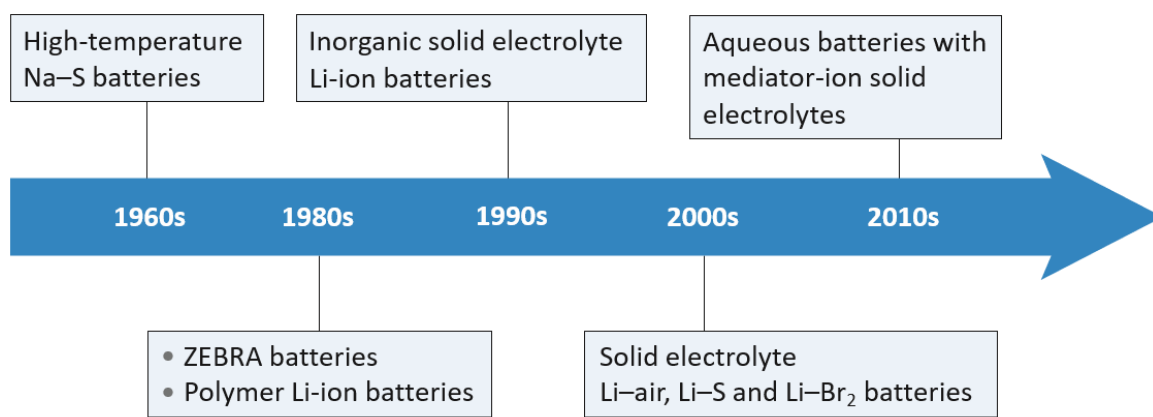 High-temperature
Na–S batteries
Inorganic solid electrolyte
Li-ion batteries
Aqueous batteries with
mediator-ion solid
electrolytes
1960s
1980s
1990s
2000s
2010s
• ZEBRA batteries
• Polymer Li-ion batteries
Solid electrolyte
Li–air, Li–S and Li–Br₂ batteries